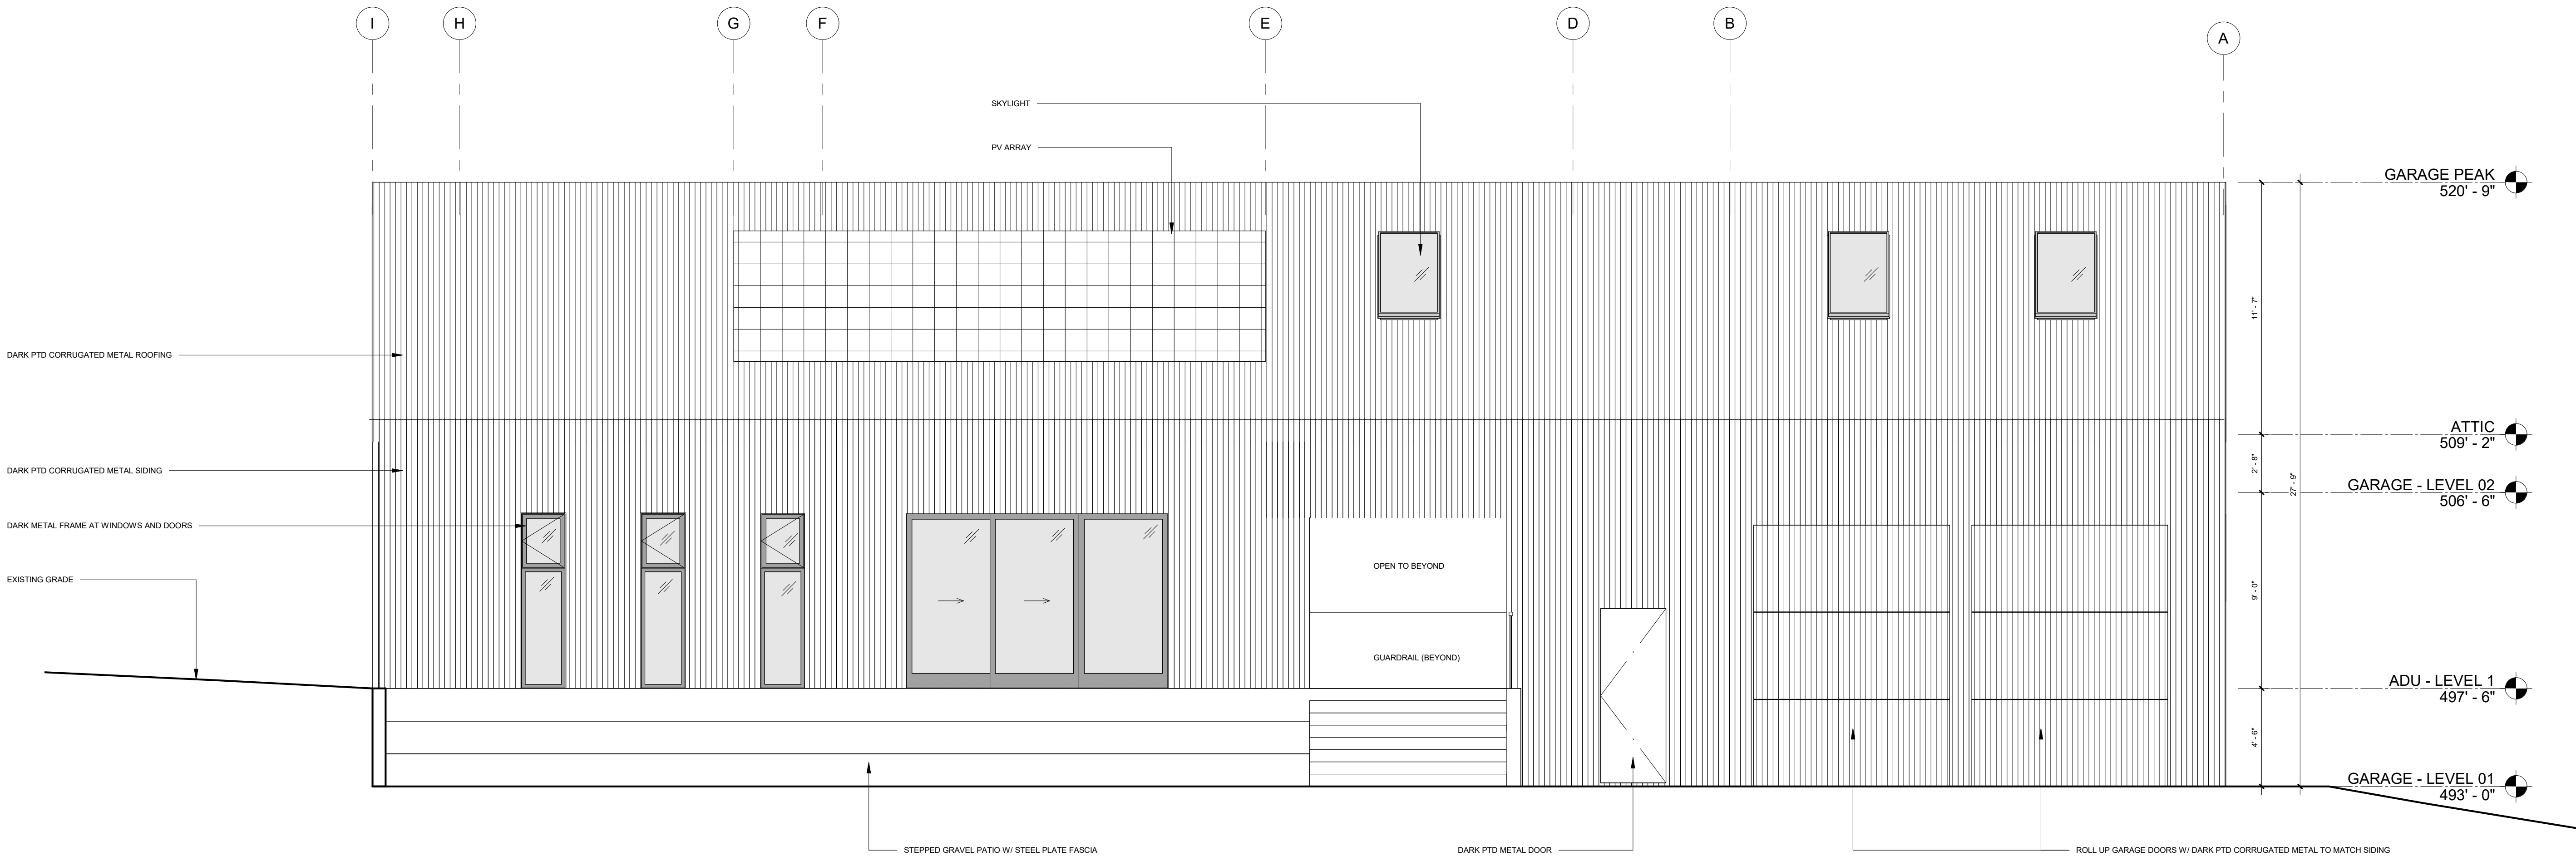 I
H
G
F
E
D
B
A
SKYLIGHT
PV ARRAY
GARAGE PEAK
520' - 9"
11' - 7"
DARK PTD CORRUGATED METAL ROOFING
ATTIC
509' - 2"
2' - 8"
DARK PTD CORRUGATED METAL SIDING
27' - 9"
GARAGE - LEVEL 02
506' - 6"
DARK METAL FRAME AT WINDOWS AND DOORS
OPEN TO BEYOND
EXISTING GRADE
9' - 0"
GUARDRAIL (BEYOND)
ADU - LEVEL 1
497' - 6"
4' - 6"
GARAGE - LEVEL 01
493' - 0"
STEPPED GRAVEL PATIO W/ STEEL PLATE FASCIA
DARK PTD METAL DOOR
ROLL UP GARAGE DOORS W/ DARK PTD CORRUGATED METAL TO MATCH SIDING